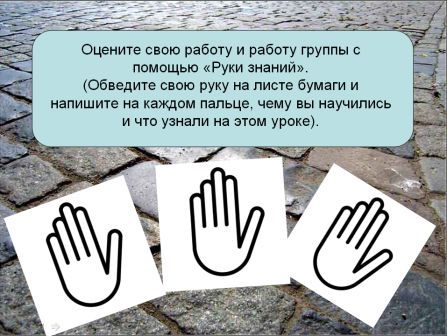 Оцените свою работу и работу группы с
помощью «Руки знаний».
(Обведите свою руку на листе бумаги и
напишите на каждом пальце, чему вы научились
и что узнали на этом уроке).